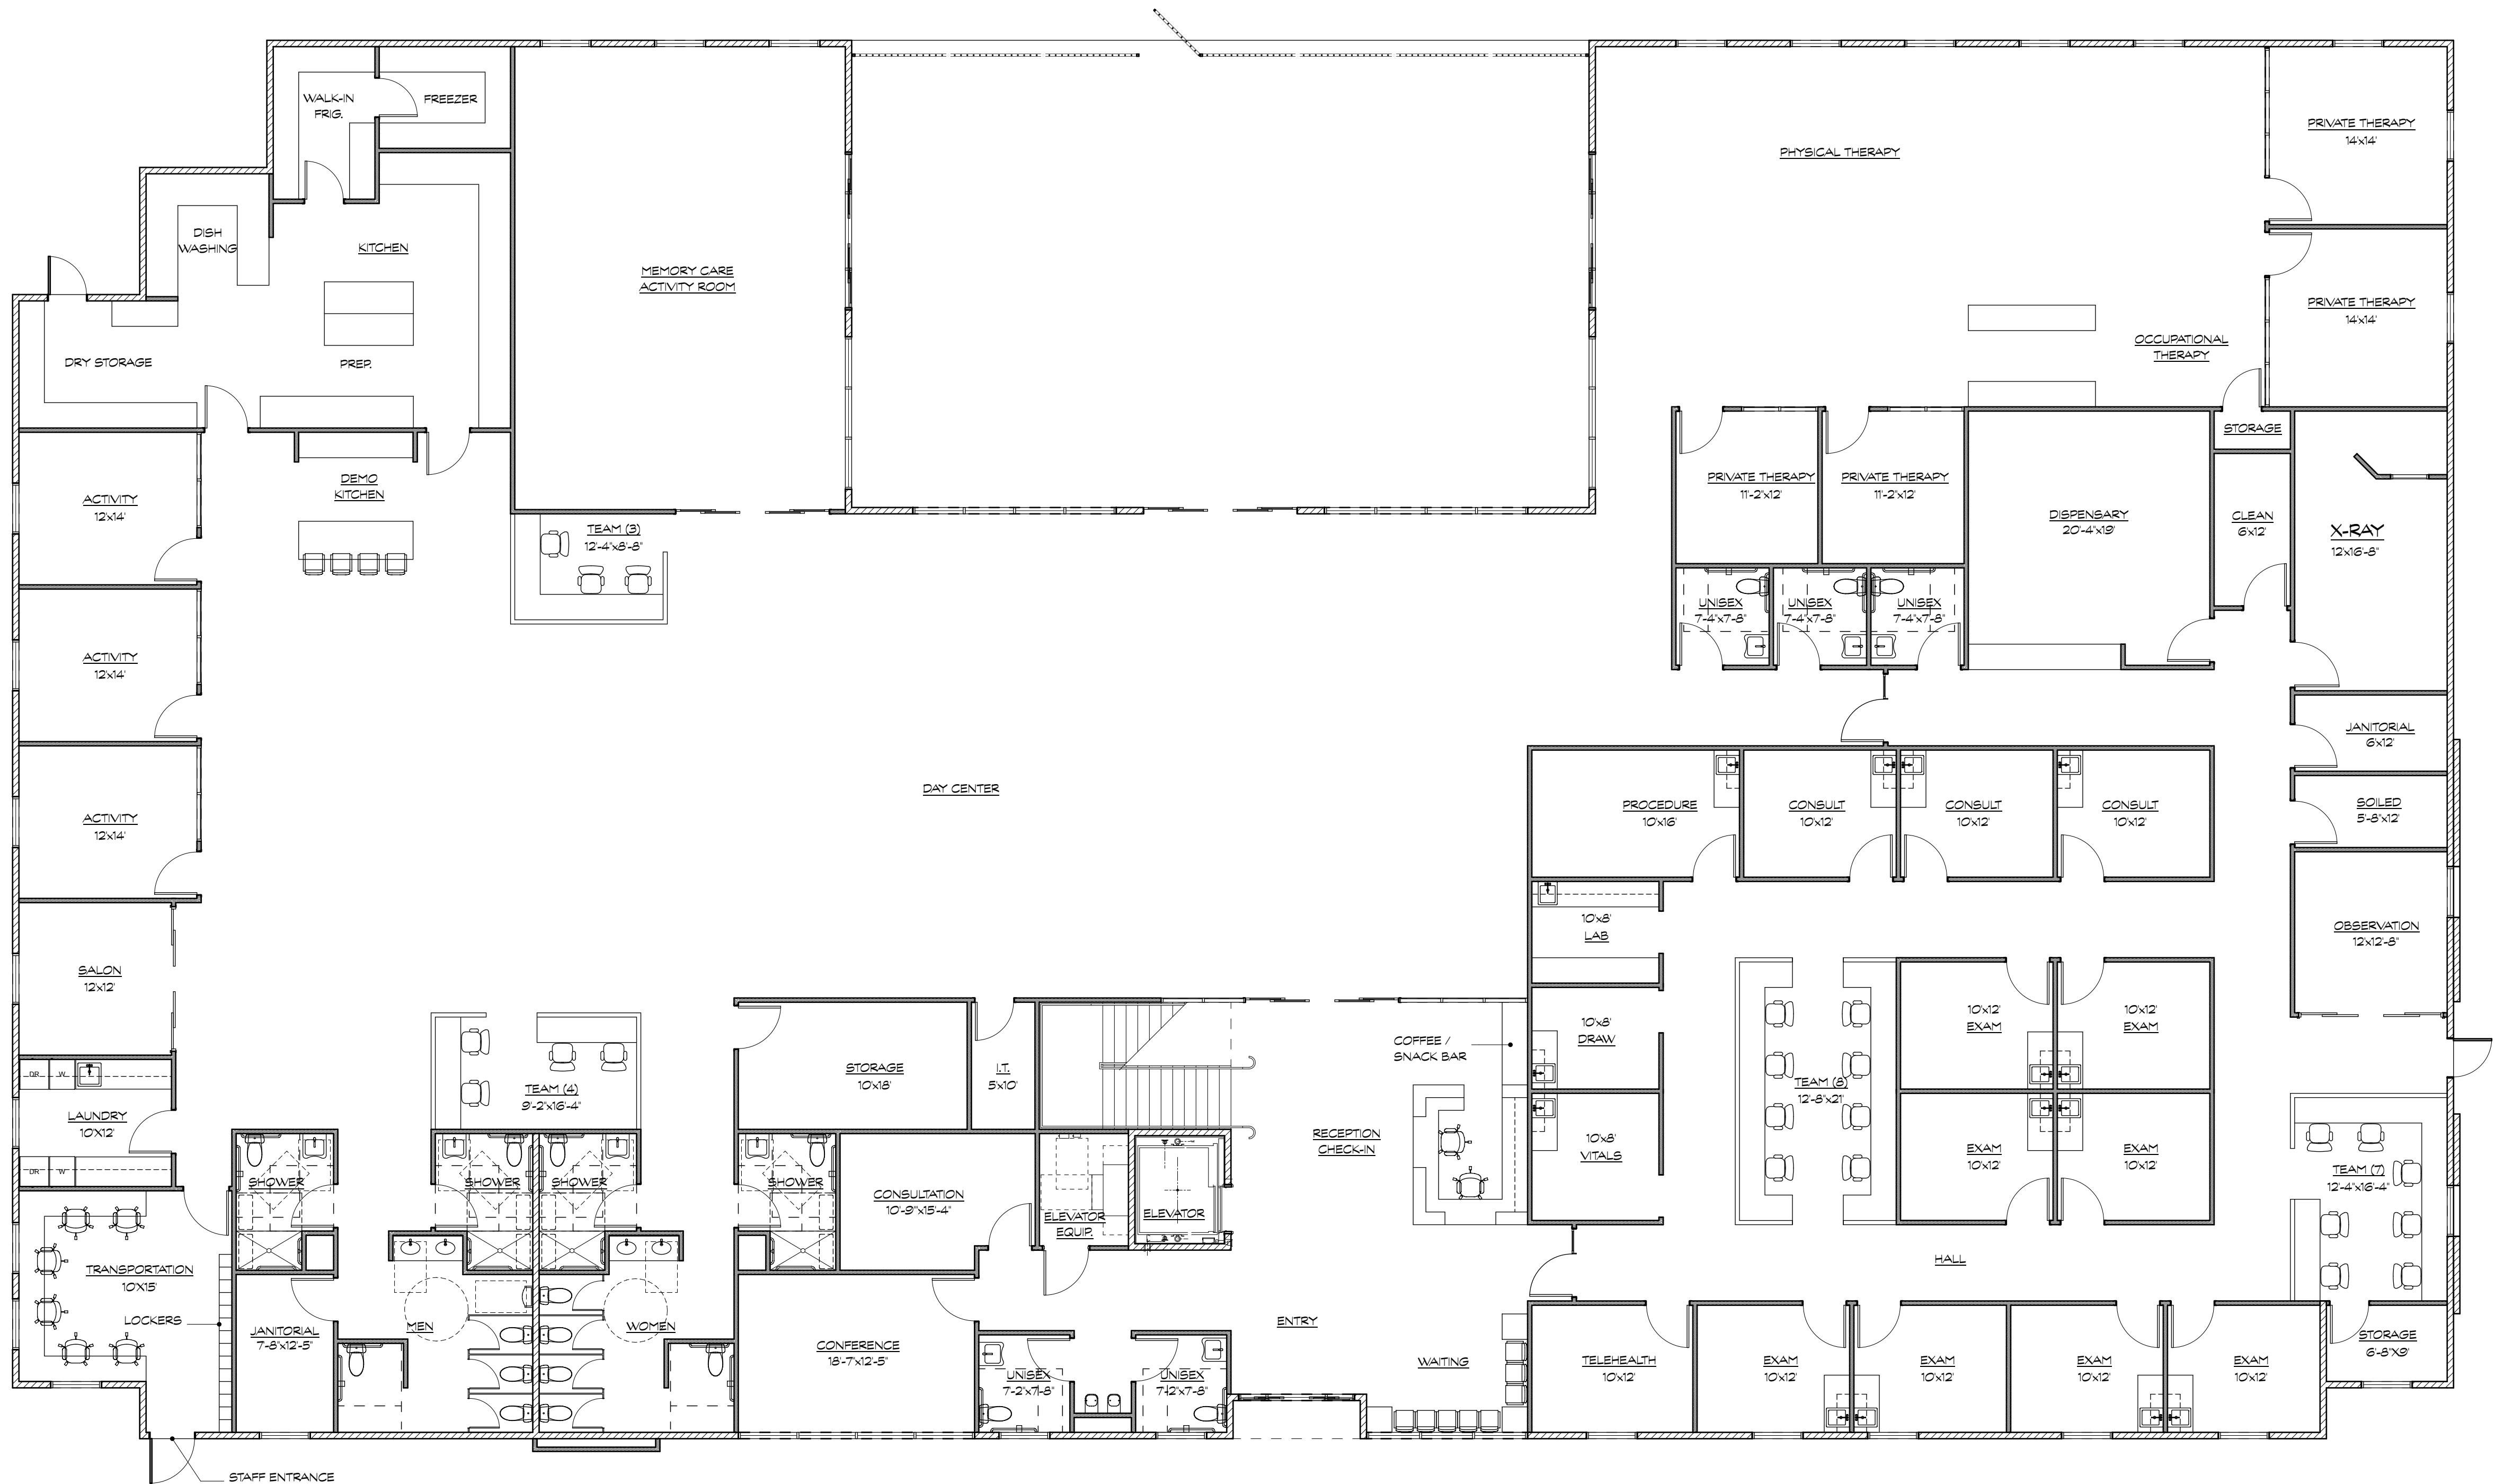 WALK-IN
FRIG.
FREEZER
DISH
WASHING
KITCHEN
DRY STORAGE
PREP.
MEMORY CARE
ACTIVITY ROOM
PHYSICAL THERAPY
PRIVATE THERAPY
14'x14'
PRIVATE THERAPY
14'x14'
OCCUPATIONAL
THERAPY
STORAGE
ACTIVITY
12'x14'
DEMO
KITCHEN
TEAM (3)
12'-4"x8'-8"
PRIVATE THERAPY
11'-2"x12'
PRIVATE THERAPY
11'-2"x12'
DISPENSARY
20'-4"x19'
CLEAN
6'x12'
X-RAY
12'x16'-8"
UNISEX
7'-4"x7'-8"
UNISEX
7'-4"x7'-8"
UNISEX
7'-4"x7'-8"
ACTIVITY
12'x14'
JANITORIAL
6'x12'
DAY CENTER
ACTIVITY
12'x14'
PROCEDURE
10'x16'
CONSULT
10'x12'
CONSULT
10'x12'
CONSULT
10'x12'
SOILED
5'-8"x12'
10'x8'
LAB
OBSERVATION
12'x12'-8"
SALON
12'x12'
10'x8'
DRAW
10'x12'
EXAM
10'x12'
EXAM
COFFEE /
SNACK BAR
DR
W
TEAM (4)
9'-2"x16'-4"
STORAGE
10'x18'
I.T.
5'x10'
TEAM (8)
12'-8"x21'
LAUNDRY
10'X12'
DR
W
RECEPTION
CHECK-IN
10'x8'
VITALS
EXAM
10'x12'
EXAM
10'x12'
TEAM (7)
12'-4"x16'-4"
SHOWER
SHOWER
SHOWER
SHOWER
CONSULTATION
10'-9"x15'-4"
ELEVATOR
EQUIP.
ELEVATOR
TRANSPORTATION
10'X15'
LOCKERS
HALL
JANITORIAL
7'-8"x12'-5"
MEN
WOMEN
CONFERENCE
18'-7"x12'-5"
ENTRY
UNISEX
7'-2"x7'-8"
UNISEX
7'-2"x7'-8"
WAITING
TELEHEALTH
10'x12'
EXAM
10'x12'
EXAM
10'x12'
EXAM
10'x12'
EXAM
10'x12'
STORAGE
6'-8"X9'
STAFF ENTRANCE